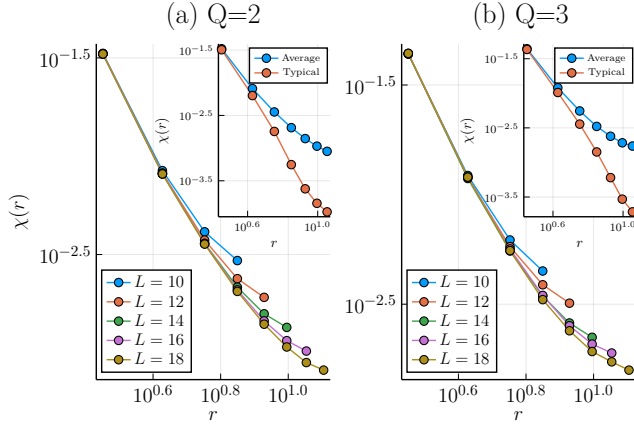 (a) Q=2
χ(r)
10^{-1.5}
10^{-2.5}
10^{0.6}
10^{0.8}
10^{1.0}
r
L = 10
L = 12
L = 14
L = 16
L = 18
χ(r)
10^{-1.5}
10^{-2.5}
10^{-3.5}
10^{0.6}
10^{1.0}
r
Average
Typical
(b) Q=3
χ(r)
10^{-1.5}
10^{-2.5}
10^{0.6}
10^{0.8}
10^{1.0}
r
L = 10
L = 12
L = 14
L = 16
L = 18
χ(r)
10^{-1.5}
10^{-2.5}
10^{-3.5}
10^{0.6}
10^{1.0}
r
Average
Typical